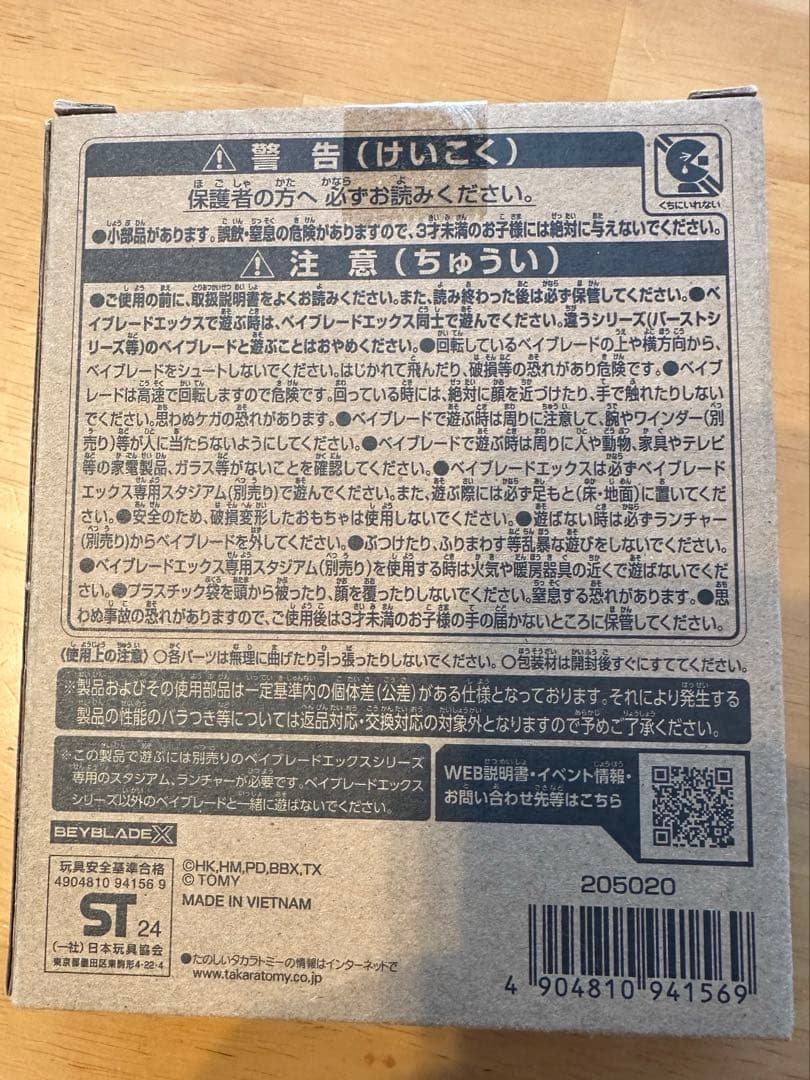 ⚠警 告(けいこく)
くちにいれない
保護者の方へ 必ずお読みください。
●小部品があります。誤飲・窒息の危険がありますので、3才未満のお子様には絶対に与えないでください。
⚠注 意(ちゅうい)
●ご使用の前に、取扱説明書をよくお読みください。また、読み終わった後は必ず保管してください。●ベ
イブレードエックスで遊ぶ時は、ベイブレードエックス同士で遊んでください。違うシリーズ(バーストシ
リーズ等)のベイブレードと遊ぶことはおやめください。●回転しているベイブレードの上や横方向から、
ベイブレードをシュートしないでください。はじかれて飛んだり、破損等の恐れがあり危険です。●ベイブ
レードは高速で回転しますので危険です。回っている時には、絶対に顔を近づけたり、手で触れたりしない
でください。思わぬケガの恐れがあります。●ベイブレードで遊ぶ時は周りに注意して、腕やワインダー(別
売り)等が人に当たらないようにしてください。●ベイブレードで遊ぶ時は周りに人や動物、家具やテレビ
等の家電製品、ガラス等がないことを確認してください。●ベイブレードエックスは必ずベイブレード
エックス専用スタジアム(別売り)で遊んでください。また、遊ぶ際には必ず足もと(床・地面)に置いてくだ
さい。●安全のため、破損変形したおもちゃは使用しないでください。●遊ばない時は必ずランチャー
(別売り)からベイブレードを外してください。●ぶつけたり、ふりまわす等乱暴な遊びをしないでください。
●ベイブレードエックス専用スタジアム(別売り)を使用する時は火気や暖房器具の近くで遊ばないでくだ
さい。●プラスチック袋を頭から被ったり、顔を覆ったりしないでください。窒息する恐れがあります。●思
わぬ事故の恐れがありますので、ご使用後は3才未満のお子様の手の届かないところに保管してください。
〈使用上の注意〉○各パーツは無理に曲げたり引っ張ったりしないでください。○包装材は開封後すぐにすててください。
※製品およびその使用部品は一定基準内の個体差(公差)がある仕様となっております。それにより発生する
製品の性能のバラつき等については返品対応・交換対応の対象外となりますので予めご了承ください。
※この製品で遊ぶには別売りのベイブレードエックスシリーズ
専用のスタジアム、ランチャーが必要です。ベイブレードエックス
シリーズ以外のベイブレードと一緒に遊ばないでください。
WEB説明書・イベント情報・
お問い合わせ先等はこちら
BEYBLADE X
玩具安全基準合格
4904810 94156 9
ST 24
(一社)日本玩具協会
東京都墨田区東駒形4-22-4
©HK,HM,PD,BBX,TX
© TOMY
MADE IN VIETNAM
●たのしいタカラトミーの情報はインターネットで
www.takaratomy.co.jp
205020
4 904810 941569